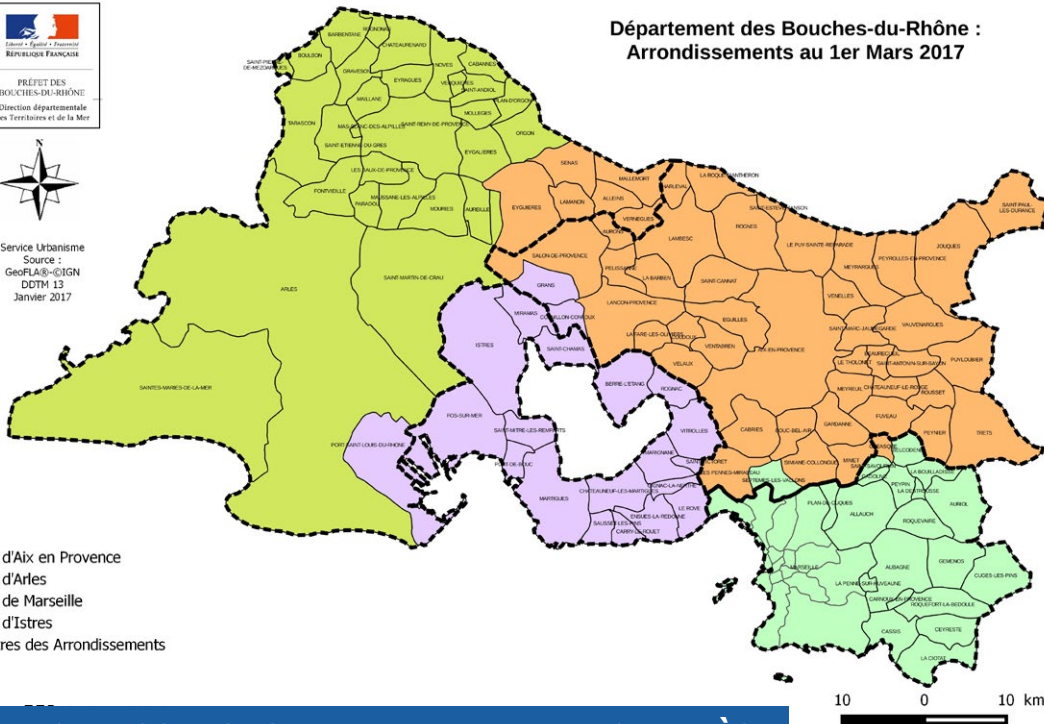 Département des Bouches-du-Rhône :
Arrondissements au 1er Mars 2017
Liberté • Égalité • Fraternité
RÉPUBLIQUE FRANÇAISE
PRÉFET DES
BOUCHES-DU-RHÔNE
Direction départementale
es Territoires et de la Mer
N
Service Urbanisme
Source :
GeoFLA®-©IGN
DDTM 13
Janvier 2017
BARBENTANE
CHATEAURENARD
BOULBON
GRAVESON
NOVES
CABANNES
EYRAGUES
SAINT-ANDIOL
MAILLANE
PLAN-D'ORGON
MOLLEGES
TARASCON
SAINT-REMY-DE-PROVENCE
ORGON
SAINT-ETIENNE-DU-GRES
EYGALIERES
LES BAUX-DE-PROVENCE
FONTVIEILLE
PARADOU
MAUSSANE-LES-ALPILLES
MOURIES
AUREILLE
ARLES
SAINT-MARTIN-DE-CRAU
SAINTES-MARIES-DE-LA-MER
SENAS
MALLEMORT
CHARLEVAL
ALLEINS
LAMANON
EYGUIERES
VERNEGUES
AURONS
ROGNES
LAMBESC
LE PUY-SAINTE-REPARADE
SAINT-PAUL-
LES-DURANCE
JOUQUES
PEYROLLES-EN-PROVENCE
MEYRARGUES
SALON-DE-PROVENCE
PELISSANNE
LA BARBEN
SAINT-CANNAT
VENELLES
LANCON-PROVENCE
EGUILLES
VAUVENARGUES
LA FARE-LES-OLIVIERS
COUDOUX
VENTABREN
AIX-EN-PROVENCE
LE THOLONET
PUYLOUBIER
VELAUX
MEYREUIL
CHATEAUNEUF-LE-ROUGE
ROUSSET
FUVEAU
GARDANNE
PEYNIER
TRETS
CABRIES
BOUC-BEL-AIR
SIMIANE-COLLONGUE
MIMET
LES PENNES-MIRABEAU
SEPTEMES-LES-VALLONS
GRANS
MIRAMAS
ISTRES
SAINT-CHAMAS
BERRE-L'ETANG
ROGNAC
VITROLLES
FOS-SUR-MER
SAINT-MITRE-LES-REMPARTS
PORT-SAINT-LOUIS-DU-RHONE
PORT-DE-BOUC
MARIGNANE
MARTIGUES
CHATEAUNEUF-LES-MARTIGUES
LE ROVE
ENSUES-LA-REDONNE
SAUSSET-LES-PINS
CARRY-LE-ROUET
LA BOUILLADISSE
PEYPIN
LA DESTROUSSE
AURIOL
PLAN-DE-CUQUES
ALLAUCH
ROQUEVAIRE
MARSEILLE
AUBAGNE
GEMENOS
CUGES-LES-PINS
LA PENNE-SUR-HUVEAUNE
CARNOUX-EN-PROVENCE
ROQUEFORT-LA-BEDOULE
CASSIS
CEYRESTE
LA CIOTAT
d'Aix en Provence
d'Arles
de Marseille
d'Istres
res des Arrondissements
10 0 10 km